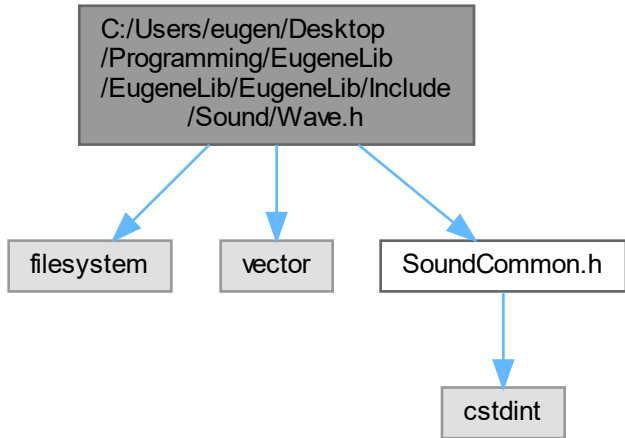 C:/Users/eugen/Desktop
/Programming/EugeneLib
/EugeneLib/EugeneLib/Include
/Sound/Wave.h
filesystem
vector
SoundCommon.h
cstdint